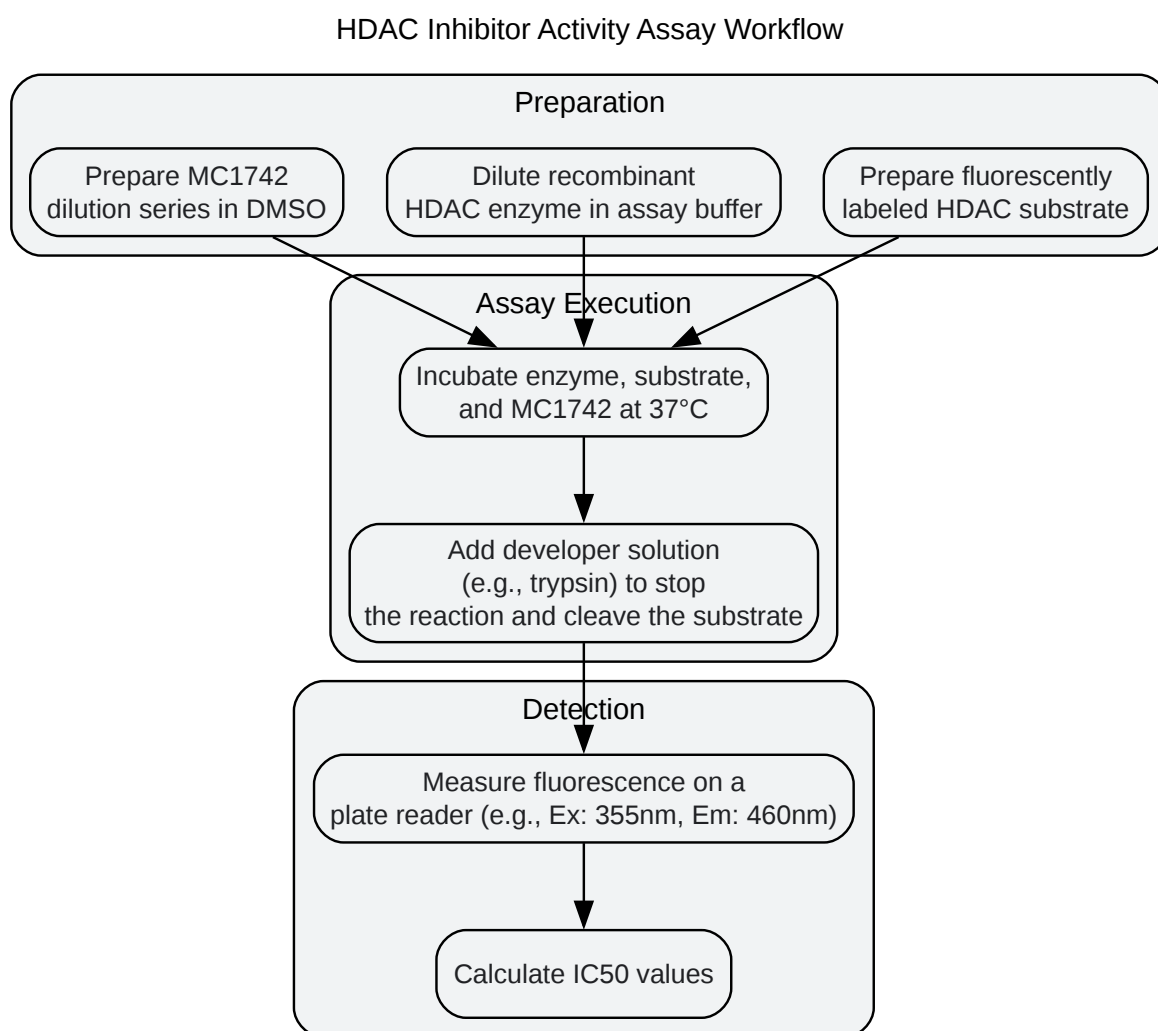 HDAC Inhibitor Activity Assay Workflow
Preparation
Prepare MC1742
dilution series in DMSO
Dilute recombinant
HDAC enzyme in assay buffer
Prepare fluorescently
labeled HDAC substrate
Assay Execution
Incubate enzyme, substrate,
and MC1742 at 37°C
Add developer solution
(e.g., trypsin) to stop
the reaction and cleave the substrate
Detection
Measure fluorescence on a
plate reader (e.g., Ex: 355nm, Em: 460nm)
Calculate IC50 values